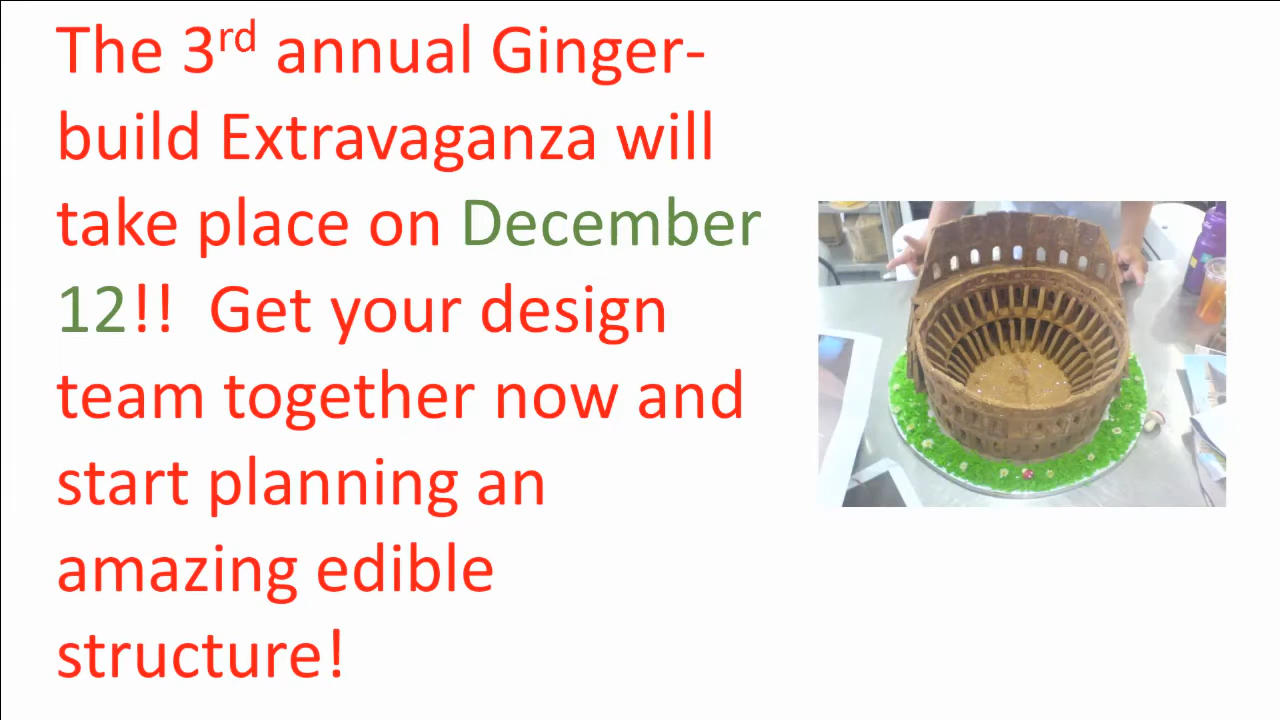 The 3rd annual Ginger-
build Extravaganza will
take place on December
12!!  Get your design
team together now and
start planning an
amazing edible
structure!